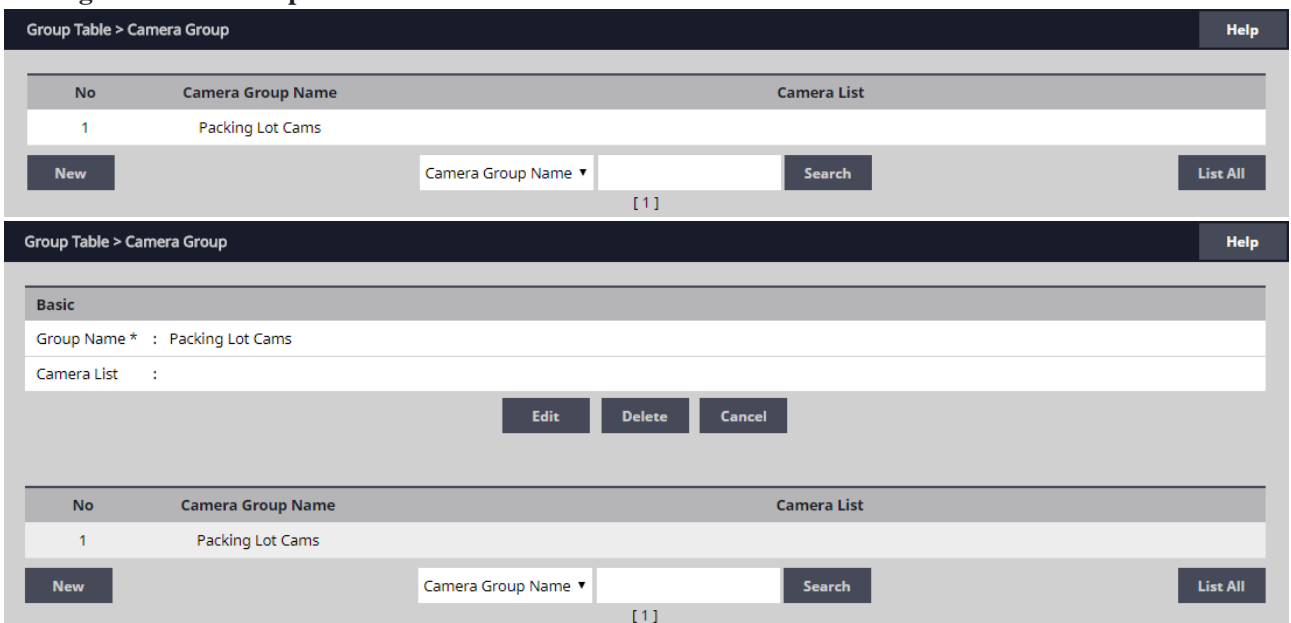 Group Table > Camera Group Help
No Camera Group Name Camera List
1 Packing Lot Cams
New Camera Group Name ▼ Search List All
[ 1 ]
Group Table > Camera Group Help
Basic
Group Name * : Packing Lot Cams
Camera List :
Edit Delete Cancel
No Camera Group Name Camera List
1 Packing Lot Cams
New Camera Group Name ▼ Search List All
[ 1 ]